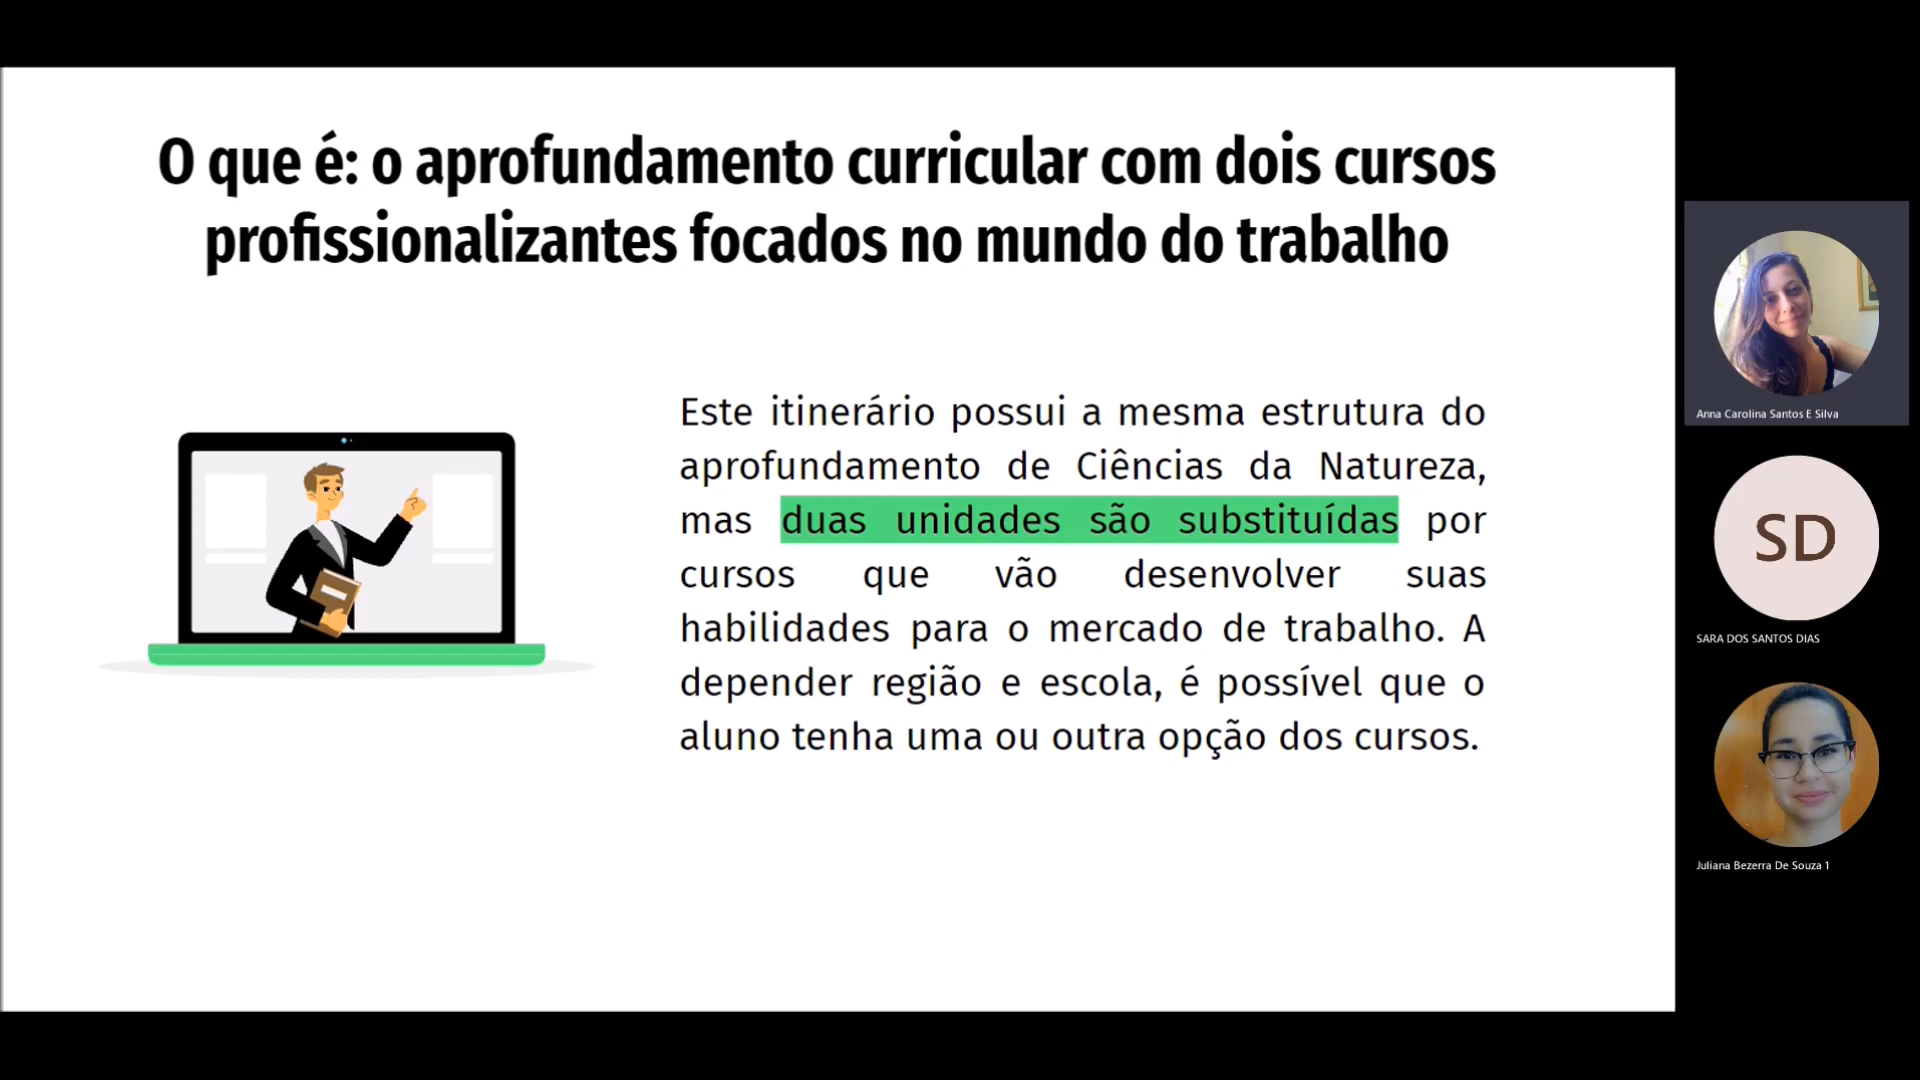 O que é: o aprofundamento curricular com dois cursos
profissionalizantes focados no mundo do trabalho
Este itinerário possui a mesma estrutura do
aprofundamento de Ciências da Natureza,
mas duas unidades são substituídas por
cursos que vão desenvolver suas
habilidades para o mercado de trabalho. A
depender região e escola, é possível que o
aluno tenha uma ou outra opção dos cursos.
Anna Carolina Santos E Silva
SD
SARA DOS SANTOS DIAS
Juliana Bezerra De Souza 1